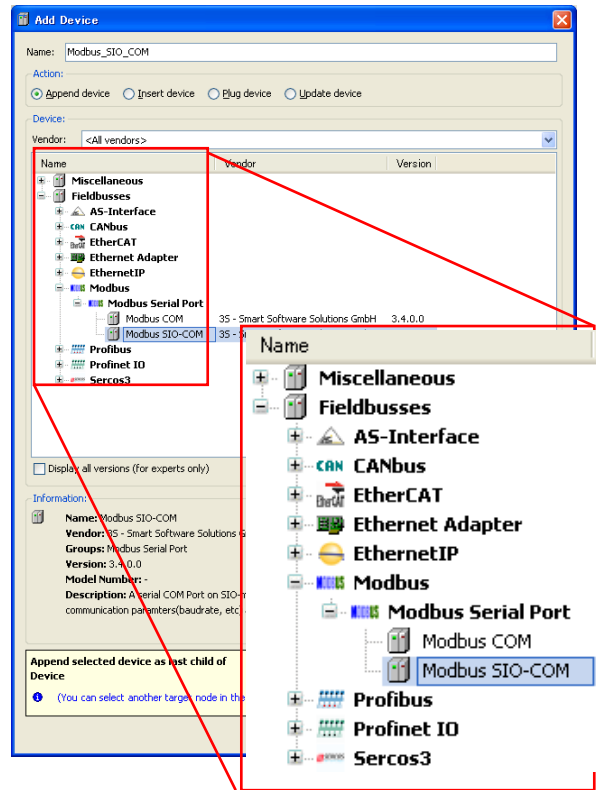 Add Device
Name: Modbus_SIO_COM
Action:
Append device Insert device Plug device Update device
Device:
Vendor: <All vendors>
Name Vendor Version
Miscellaneous
Fieldbusses
AS-Interface
CAN CANbus
EtherCAT
Ethernet Adapter
EthernetIP
Modbus
Modbus Serial Port
Modbus COM 3S - Smart Software Solutions GmbH 3.4.0.0
Modbus SIO-COM 3S -
Profibus
Profinet IO
Sercos3
Display all versions (for experts only)
Information:
Name: Modbus SIO-COM
Vendor: 3S - Smart Software Solutions
Groups: Modbus Serial Port
Version: 3.4.0.0
Model Number: -
Description: A serial COM Port on SIO-
communication paramters(baudrate, etc)
Append selected device as last child of
Device
(You can select another target node in the
Name
Miscellaneous
Fieldbusses
AS-Interface
CAN CANbus
EtherCAT EtherCAT
Ethernet Adapter
EthernetIP
Modbus
Modbus Serial Port
Modbus COM
Modbus SIO-COM
Profibus
Profinet IO
Sercos3